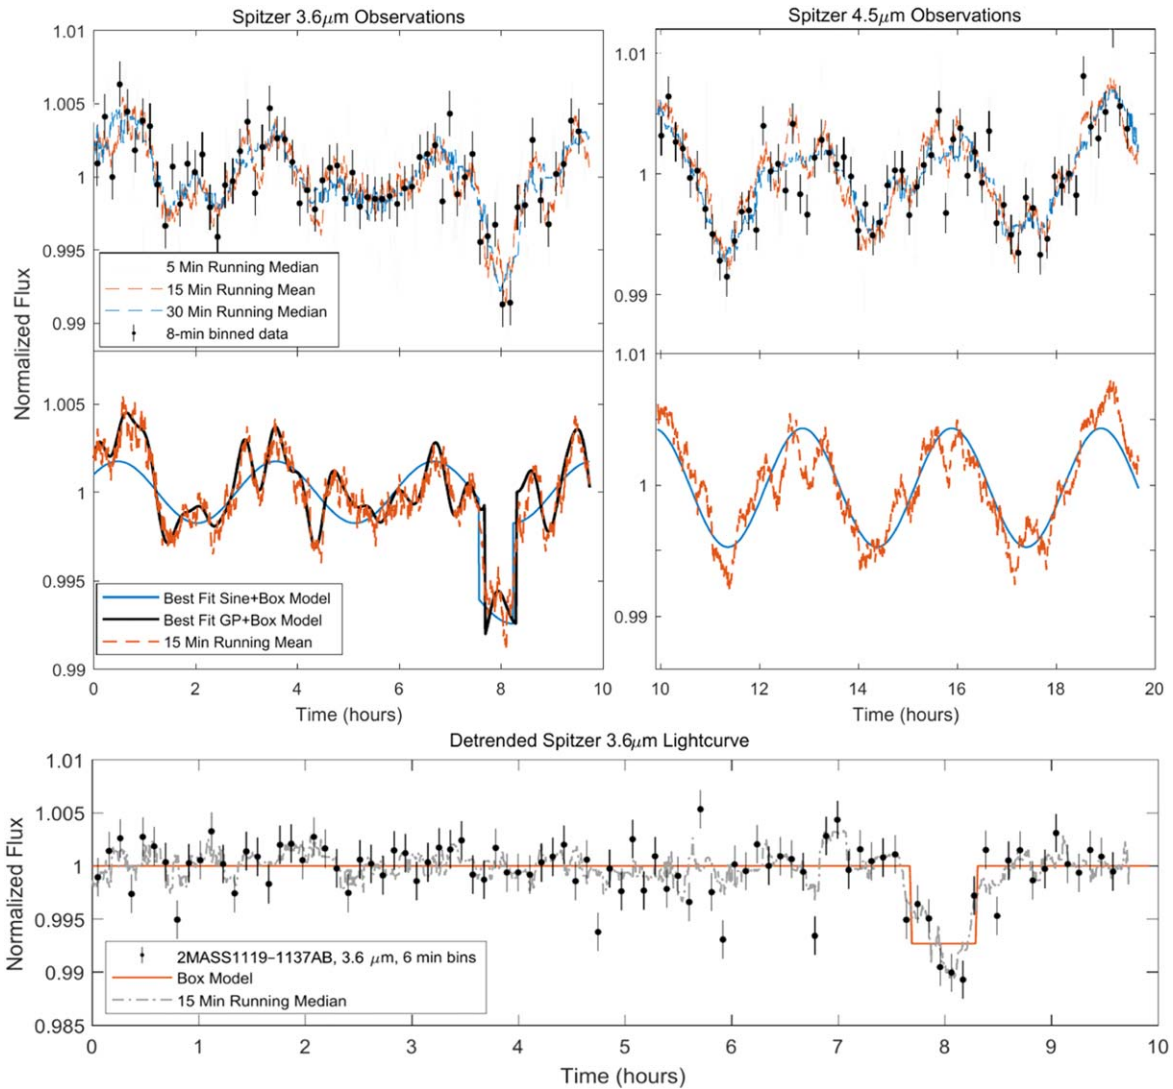 Spitzer 3.6μm Observations
Spitzer 4.5μm Observations
Normalized Flux
1.01
1.005
1
0.995
0.99
5 Min Running Median
15 Min Running Mean
30 Min Running Median
8-min binned data
1.01
1
0.99
1.005
1
0.995
0.99
Best Fit Sine+Box Model
Best Fit GP+Box Model
15 Min Running Mean
0 2 4 6 8 10
Time (hours)
1.01
1
0.99
10 12 14 16 18 20
Time (hours)
Detrended Spitzer 3.6μm Lightcurve
Normalized Flux
1.01
1.005
1
0.995
0.99
0.985
2MASS1119−1137AB, 3.6 μm, 6 min bins
Box Model
15 Min Running Median
0 1 2 3 4 5 6 7 8 9 10
Time (hours)